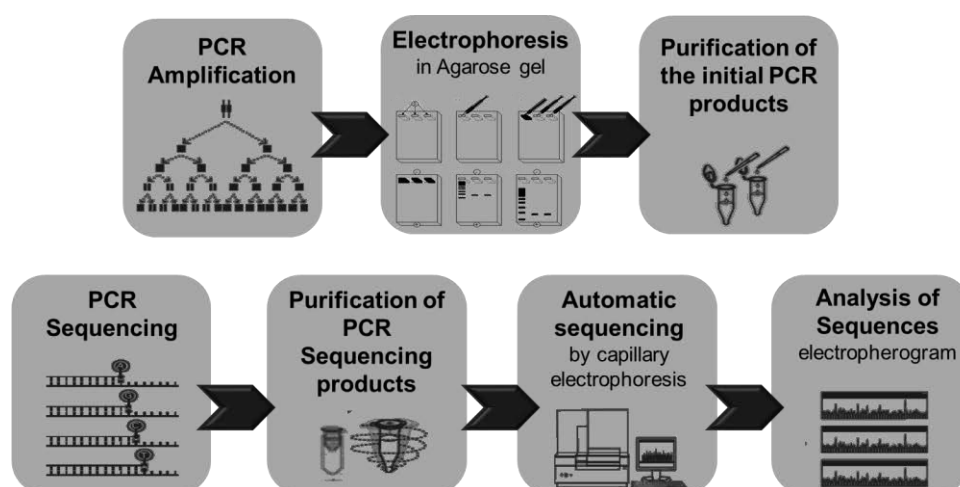 PCR
Amplification
Electrophoresis
in Agarose gel
Purification of
the initial PCR
products
PCR
Sequencing
Purification of
PCR
Sequencing
products
Automatic
sequencing
by capillary
electrophoresis
Analysis of
Sequences
electropherogram